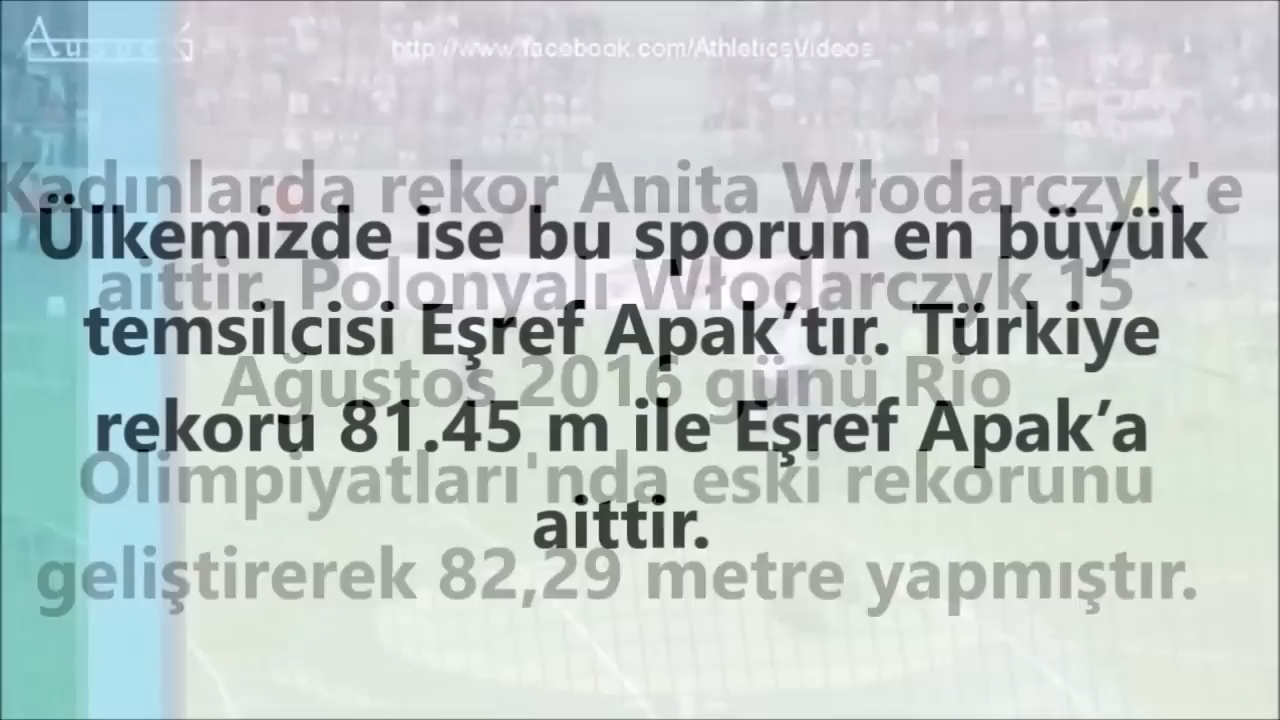 http://www.facebook.com/AthleticsVideos
Kadınlarda rekor Anita Włodarczyk'e
aittir. Polonyalı Włodarczyk 15
Ağustos 2016 günü Rio
Olimpiyatları'nda eski rekorunu
geliştirerek 82,29 metre yapmıştır.
Ülkemizde ise bu sporun en büyük
temsilcisi Eşref Apak’tır. Türkiye
rekoru 81.45 m ile Eşref Apak’a
aittir.